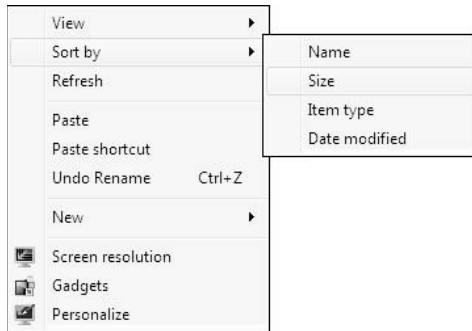 View
Sort by
Refresh
Paste
Paste shortcut
Undo Rename Ctrl+Z
New
Screen resolution
Gadgets
Personalize
Name
Size
Item type
Date modified